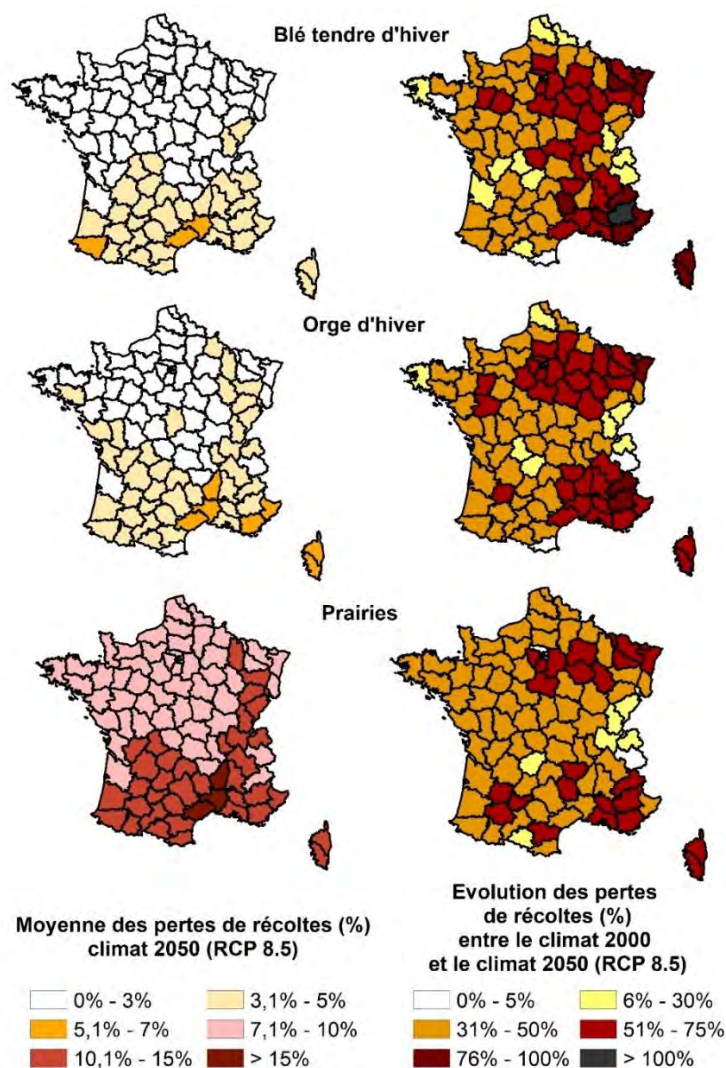 Blé tendre d'hiver
Orge d'hiver
Prairies
Moyenne des pertes de récoltes (%)
climat 2050 (RCP 8.5)
0% - 3%
3,1% - 5%
5,1% - 7%
7,1% - 10%
10,1% - 15%
> 15%
Evolution des pertes
de récoltes (%)
entre le climat 2000
et le climat 2050 (RCP 8.5)
0% - 5%
6% - 30%
31% - 50%
51% - 75%
76% - 100%
> 100%